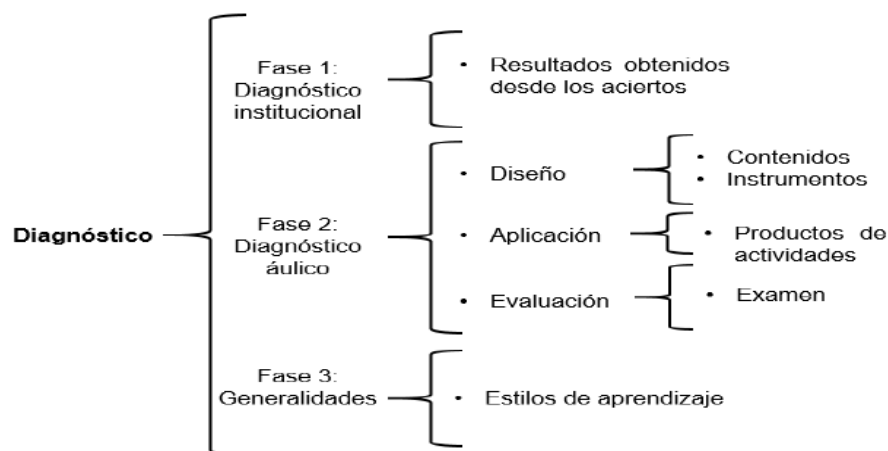 Diagnóstico
Fase 1:
Diagnóstico
institucional
• Resultados obtenidos
desde los aciertos
Fase 2:
Diagnóstico
áulico
• Diseño
• Contenidos
• Instrumentos
• Aplicación
• Productos de
actividades
• Evaluación
• Examen
Fase 3:
Generalidades
• Estilos de aprendizaje